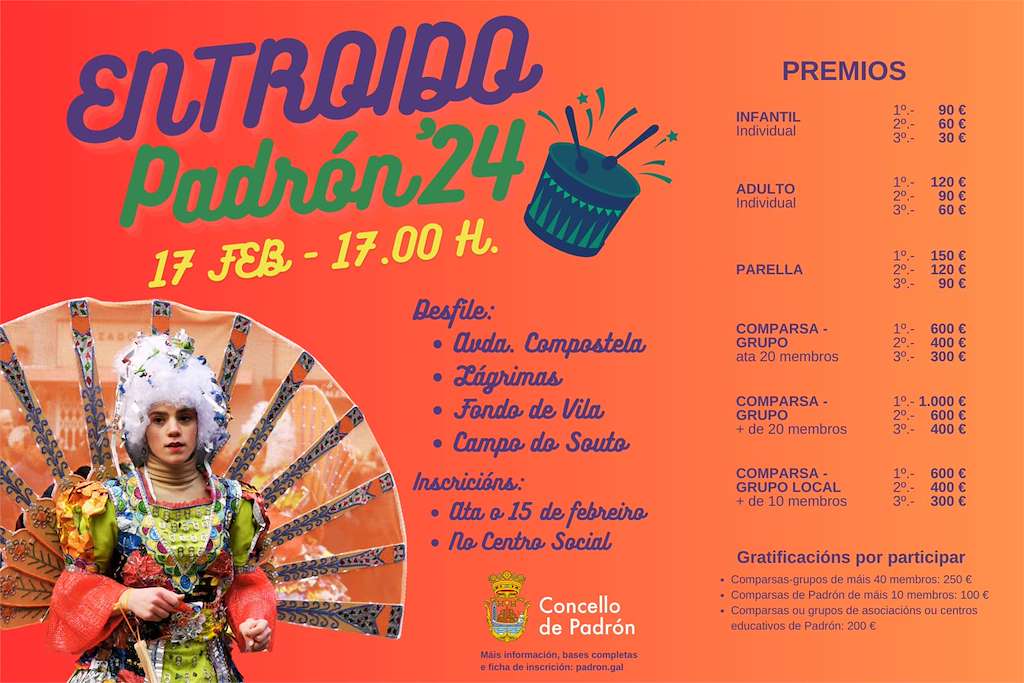 ENTROIDO
Padrón'24
17 FEB - 17.00 H.
Desfile:
• Avda. Compostela
• Lágrimas
• Fondo de Vila
• Campo do Souto
Inscricións:
• Ata o 15 de febreiro
• No Centro Social
Concello
de Padrón
Máis información, bases completas
e ficha de inscrición: padron.gal
PREMIOS
INFANTIL
Individual
1º.- 90 €
2º.- 60 €
3º.- 30 €
ADULTO
Individual
1º.- 120 €
2º.- 90 €
3º.- 60 €
PARELLA
1º.- 150 €
2º.- 120 €
3º.- 90 €
COMPARSA -
GRUPO
ata 20 membros
1º.- 600 €
2º.- 400 €
3º.- 300 €
COMPARSA -
GRUPO
+ de 20 membros
1º.- 1.000 €
2º.- 600 €
3º.- 400 €
COMPARSA -
GRUPO LOCAL
+ de 10 membros
1º.- 600 €
2º.- 400 €
3º.- 300 €
Gratificacións por participar
• Comparsas-grupos de máis 40 membros: 250 €
• Comparsas de Padrón de máis 10 membros: 100 €
• Comparsas ou grupos de asociacións ou centros
educativos de Padrón: 200 €